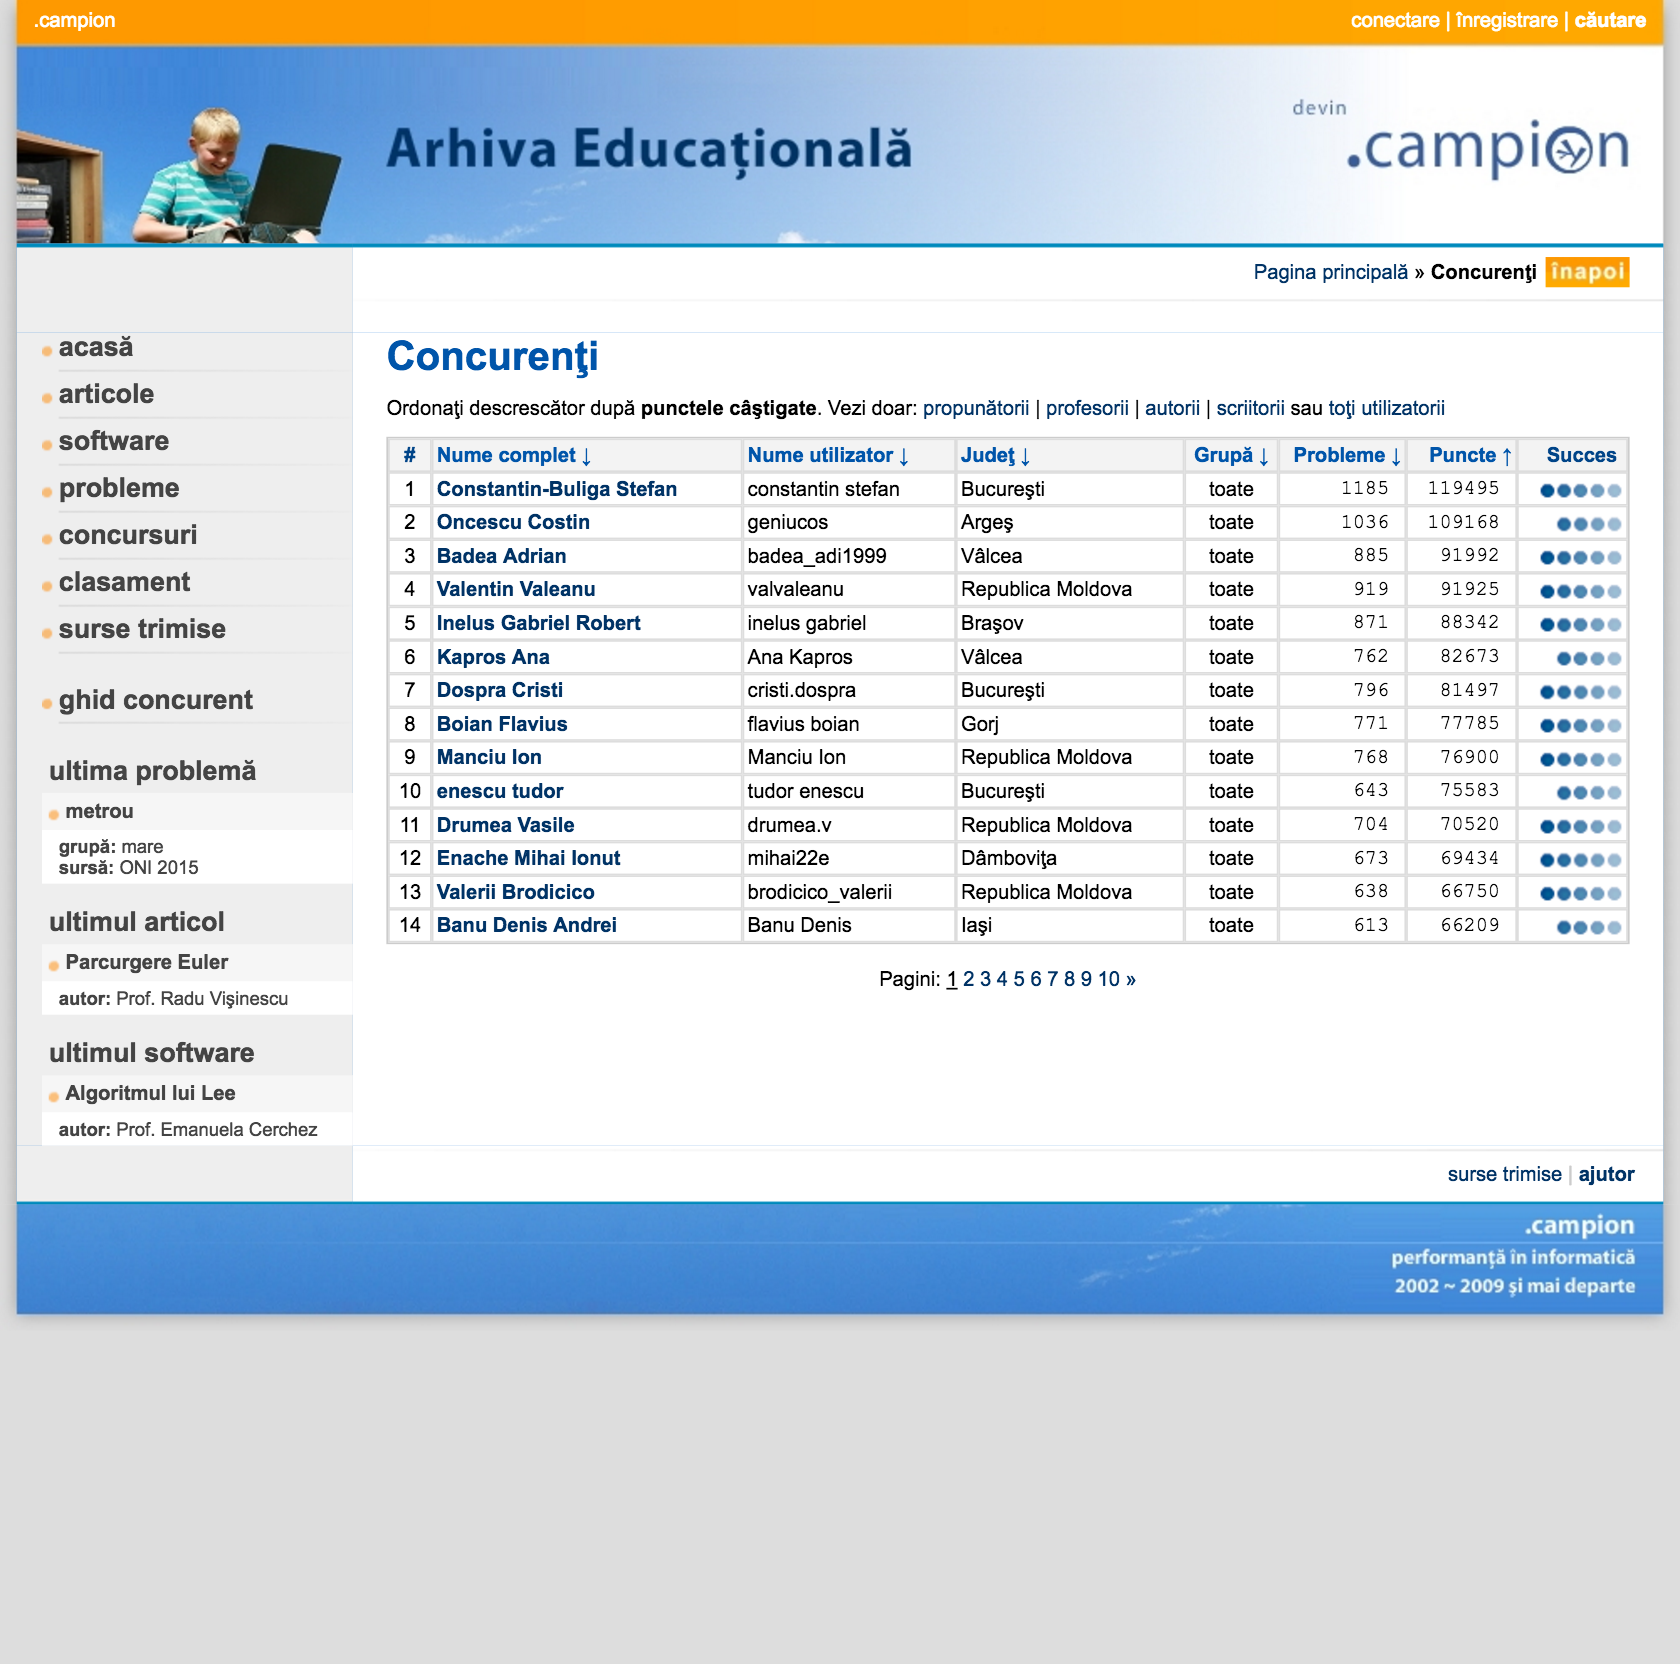 .campion
conectare | înregistrare | căutare
Arhiva Educațională
devin
.campion
Pagina principală » Concurenţi înapoi
acasă
articole
software
probleme
concursuri
clasament
surse trimise
ghid concurent
ultima problemă
metrou
grupă: mare
sursă: ONI 2015
ultimul articol
Parcurgere Euler
autor: Prof. Radu Vişinescu
ultimul software
Algoritmul lui Lee
autor: Prof. Emanuela Cerchez
Concurenţi
Ordonaţi descrescător după punctele câştigate. Vezi doar: propunătorii | profesorii | autorii | scriitorii sau toţi utilizatorii
# Nume complet ↓ Nume utilizator ↓ Judeţ ↓ Grupă ↓ Probleme ↓ Puncte ↑ Succes
1 Constantin-Buliga Stefan constantin stefan Bucureşti toate 1185 119495
2 Oncescu Costin geniucos Argeş toate 1036 109168
3 Badea Adrian badea_adi1999 Vâlcea toate 885 91992
4 Valentin Valeanu valvaleanu Republica Moldova toate 919 91925
5 Inelus Gabriel Robert inelus gabriel Braşov toate 871 88342
6 Kapros Ana Ana Kapros Vâlcea toate 762 82673
7 Dospra Cristi cristi.dospra Bucureşti toate 796 81497
8 Boian Flavius flavius boian Gorj toate 771 77785
9 Manciu Ion Manciu Ion Republica Moldova toate 768 76900
10 enescu tudor tudor enescu Bucureşti toate 643 75583
11 Drumea Vasile drumea.v Republica Moldova toate 704 70520
12 Enache Mihai Ionut mihai22e Dâmboviţa toate 673 69434
13 Valerii Brodicico brodicico_valerii Republica Moldova toate 638 66750
14 Banu Denis Andrei Banu Denis Iaşi toate 613 66209
Pagini: 1 2 3 4 5 6 7 8 9 10 »
surse trimise | ajutor
.campion
performanță în informatică
2002 ~ 2009 și mai departe